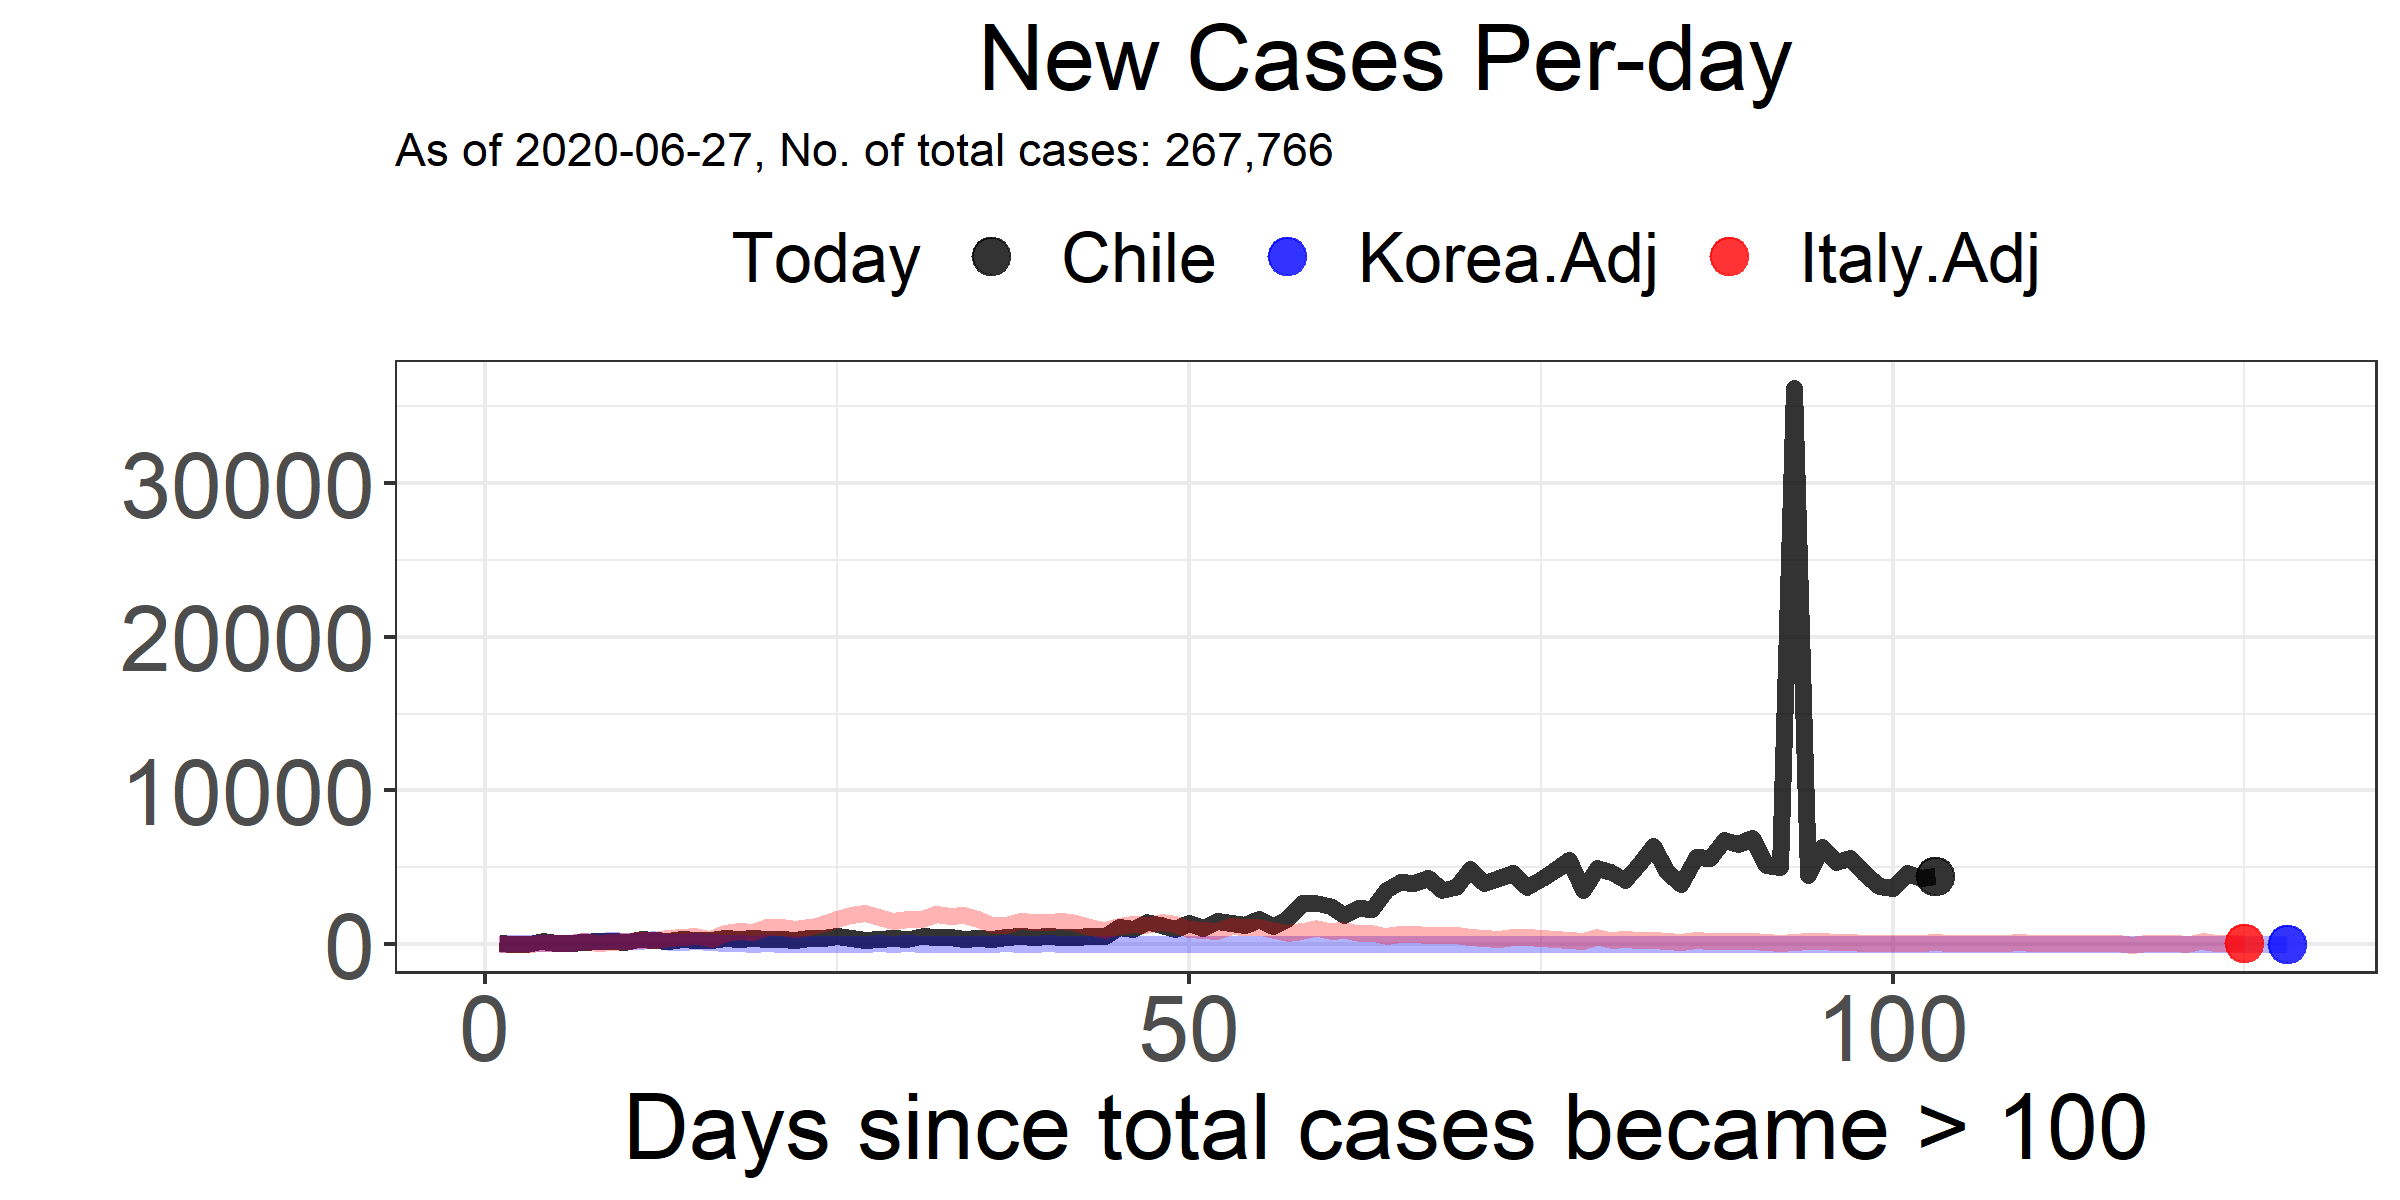 New Cases Per-day
As of 2020-06-27, No. of total cases: 267,766
Today Chile Korea.Adj Italy.Adj
30000
20000
10000
0
0 50 100
Days since total cases became > 100